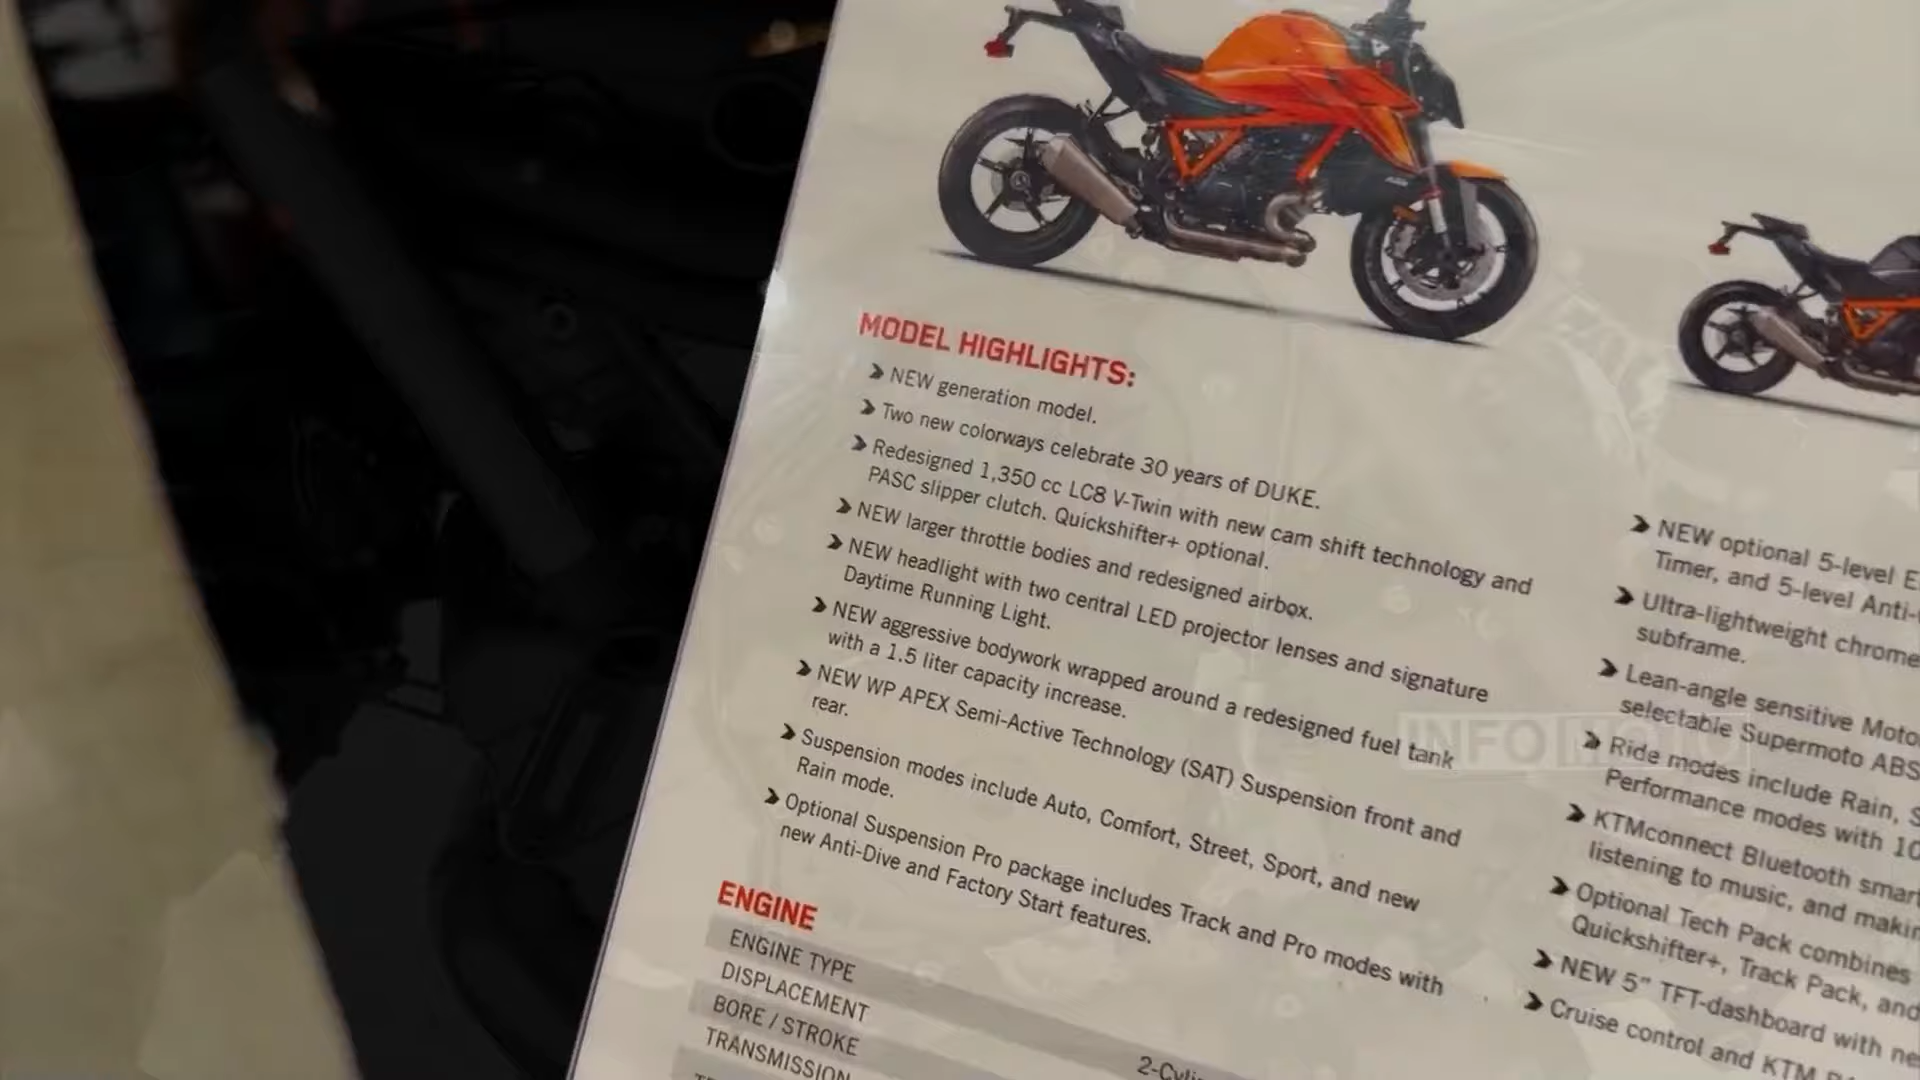 MODEL HIGHLIGHTS:
NEW generation model.
Two new colorways celebrate 30 years of DUKE.
Redesigned 1,350 cc LC8 V-Twin with new cam shift technology and
PASC slipper clutch. Quickshifter+ optional.
NEW larger throttle bodies and redesigned airbox.
NEW headlight with two central LED projector lenses and signature
Daytime Running Light.
NEW aggressive bodywork wrapped around a redesigned fuel tank
with a 1.5 liter capacity increase.
NEW WP APEX Semi-Active Technology (SAT) Suspension front and
rear.
Suspension modes include Auto, Comfort, Street, Sport, and new
Rain mode.
Optional Suspension Pro package includes Track and Pro modes with
new Anti-Dive and Factory Start features.
ENGINE
ENGINE TYPE
DISPLACEMENT
BORE / STROKE
TRANSMISSION
NEW optional 5-level
Timer, and 5-level Anti-
Ultra-lightweight chrome
subframe.
Lean-angle sensitive Moto
selectable Supermoto ABS
Ride modes include Rain, S
Performance modes with 10
KTMconnect Bluetooth smart
listening to music, and makin
Optional Tech Pack combines
Quickshifter+, Track Pack, and
NEW 5" TFT-dashboard with ne
Cruise control and KTM
INFO MOTO